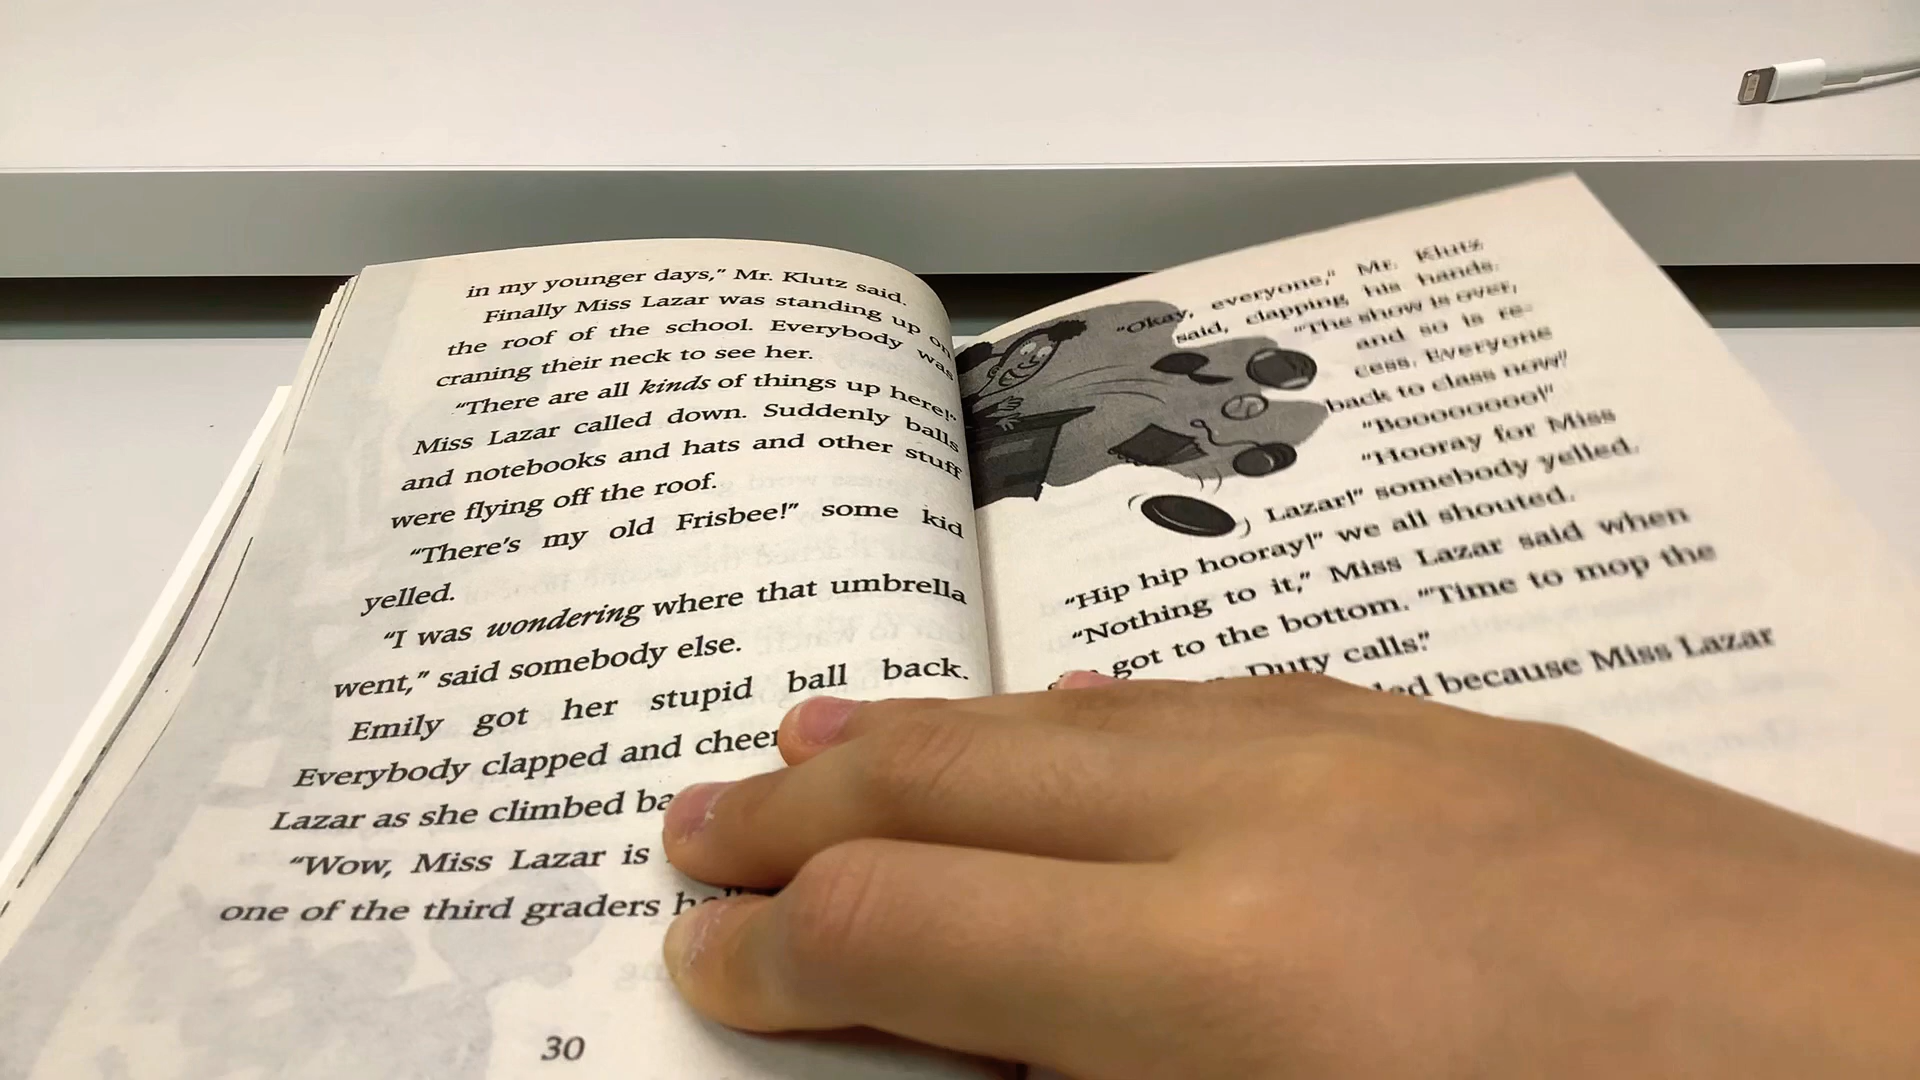 in my younger days,” Mr. Klutz said.
Finally Miss Lazar was standing up on
the roof of the school. Everybody was
craning their neck to see her.
“There are all kinds of things up here!”
Miss Lazar called down. Suddenly balls
and notebooks and hats and other stuff
were flying off the roof.
“There’s my old Frisbee!” some kid
yelled.
“I was wondering where that umbrella
went,” said somebody else.
Emily got her stupid ball back.
Everybody clapped and
Lazar as she climbed
“Wow, Miss Lazar is
one of the third graders
30
“Okay, everyone,” Mr. Klutz
said, clapping his hands.
“The show is over,
and so is re-
cess. Everyone
back to class now!”
“Boooooooo!”
“Hooray for Miss
Lazar!” somebody yelled.
“Hip hip hooray!” we all shouted.
“Nothing to it,” Miss Lazar said when
got to the bottom. “Time to mop the
Duty calls.”
because Miss Lazar